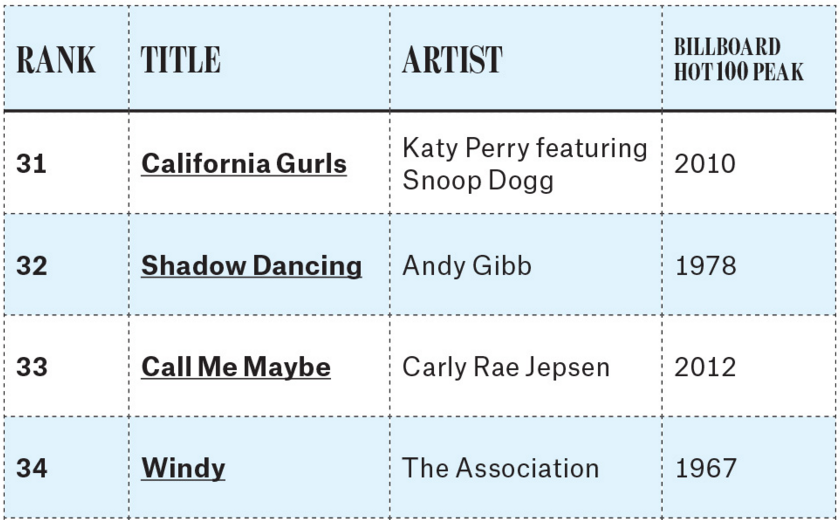 RANK TITLE ARTIST BILLBOARD
HOT 100 PEAK
31 California Gurls Katy Perry featuring
Snoop Dogg 2010
32 Shadow Dancing Andy Gibb 1978
33 Call Me Maybe Carly Rae Jepsen 2012
34 Windy The Association 1967